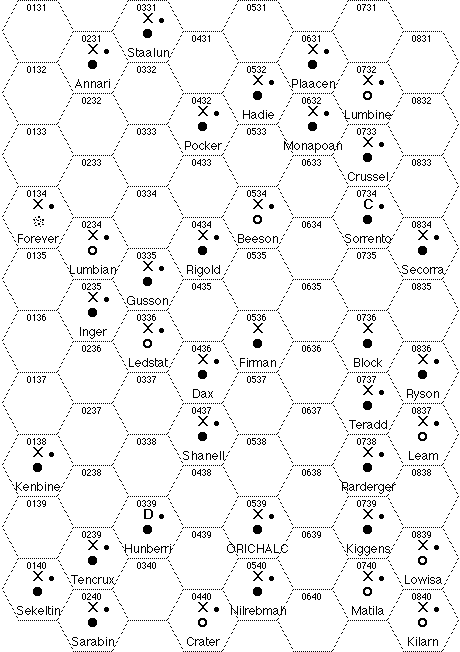 0131 0331 0531 0731
X
0231 0431 0631 0831
X X
Staalun
0132 0332 0532 0732
X X
Annari Plaacen
0232 0432 0632 0832
X X
Hadie Lumbine
0133 0333 0533 0733
X
Pocker Monapoan
0233 0433 0633 0833
Crussel
0134 0334 0534 0734
X X C
0234 0434 0634 0834
X X X
Forever Beeson Sorrento
0135 0335 0535 0735
X
Lumbian Rigold Secorra
0235 0435 0635 0835
X
Gusson
0136 0336 0536 0736
X X X
Inger
0236 0436 0636 0836
X X
Ledstat Firman Block
0137 0337 0537 0737
X
Dax Ryson
0237 0437 0637 0837
X X
Teradd
0138 0338 0538 0738
X X
Shanell Leam
0238 0438 0638 0838
Kenbine Rarderger
0139 0339 0539 0739
D X X
0239 0439 0639 0839
X X
Hunberri ORICHALC Kiggens
0140 0340 0540 0740
X X X
Tencrux Lowisa
0240 0440 0640 0840
X X X
Sekeltin Nilrebman Matila
Sarabin Crater Kilarn